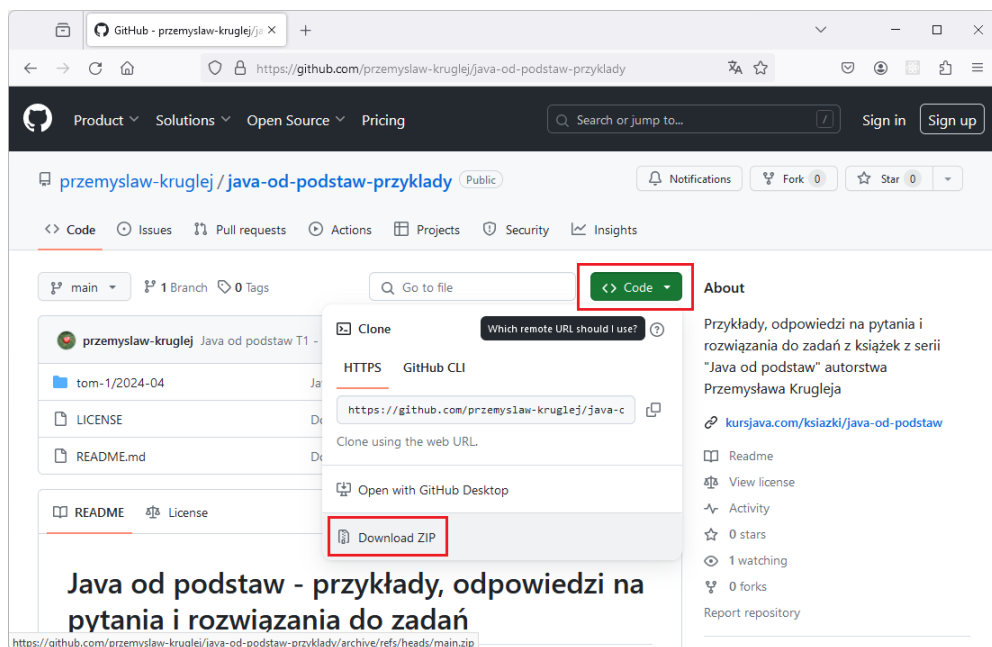 GitHub - przemyslaw-kruglej/ja
https://github.com/przemyslaw-kruglej/java-od-podstaw-przyklady
Product Solutions Open Source Pricing Search or jump to... / Sign in Sign up
przemyslaw-kruglej / java-od-podstaw-przyklady Public Notifications Fork 0 Star 0
Code Issues Pull requests Actions Projects Security Insights
main 1 Branch 0 Tags Go to file Code
przemyslaw-kruglej Java od podstaw T1 -
tom-1/2024-04
LICENSE
README.md
README License
Java od podstaw - przykłady, odpowiedzi na
pytania i rozwiązania do zadań
Clone Which remote URL should I use?
HTTPS GitHub CLI
https://github.com/przemyslaw-kruglej/java-c
Clone using the web URL.
Open with GitHub Desktop
Download ZIP
About
Przykłady, odpowiedzi na pytania i
rozwiązania do zadań z książek z serii
"Java od podstaw" autorstwa
Przemysława Krugleja
kursjava.com/ksiazki/java-od-podstaw
Readme
View license
Activity
0 stars
1 watching
0 forks
Report repository
https://github.com/przemyslaw-kruglej/java-od-podstaw-przyklady/archive/refs/heads/main.zip